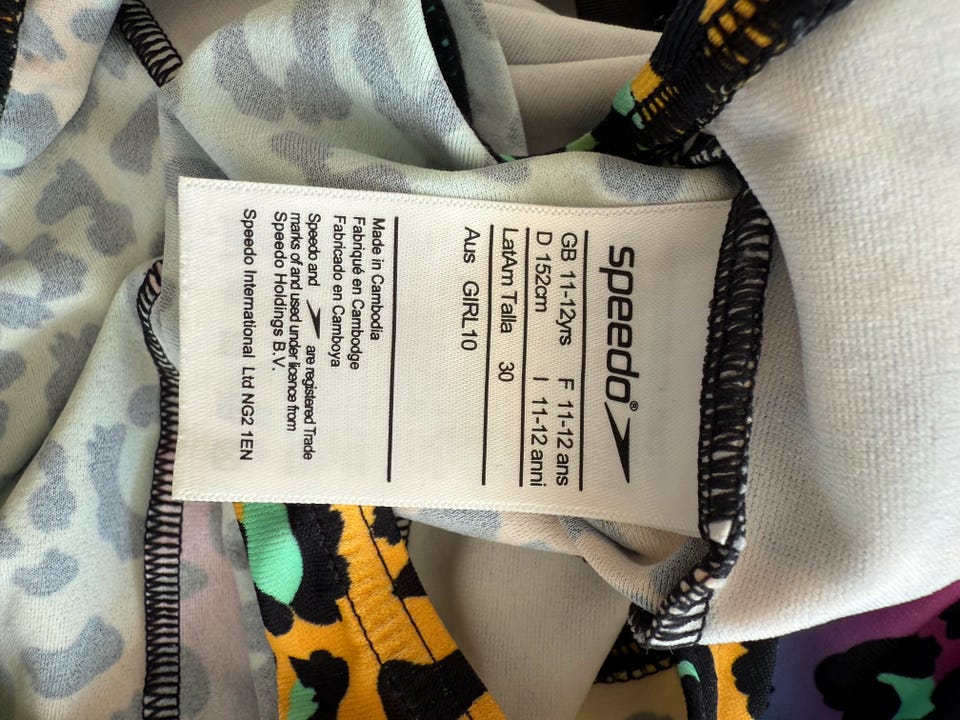 speedo®
GB 11-12yrs F 11-12 ans
D 152cm I 11-12 anni
LatAm Talla 30
Aus GIRL10
Made in Cambodia
Fabriqué en Cambodge
Fabricado en Camboya
Speedo and are registered Trade
marks of and used under licence from
Speedo Holdings B.V.
Speedo International Ltd NG2 1EN